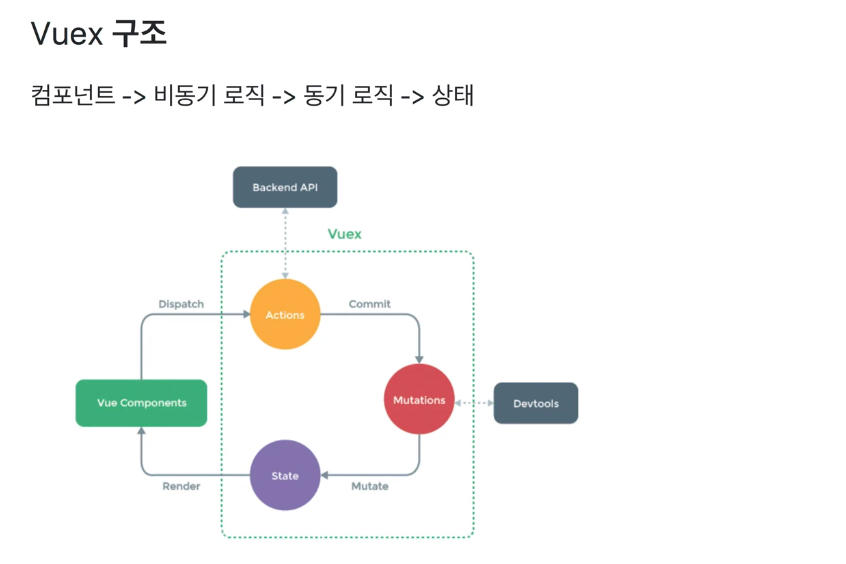 Vuex 구조
컴포넌트 -> 비동기 로직 -> 동기 로직 -> 상태
Backend API
Vuex
Dispatch
Actions
Commit
Vue Components
Mutations
Devtools
State
Render
Mutate